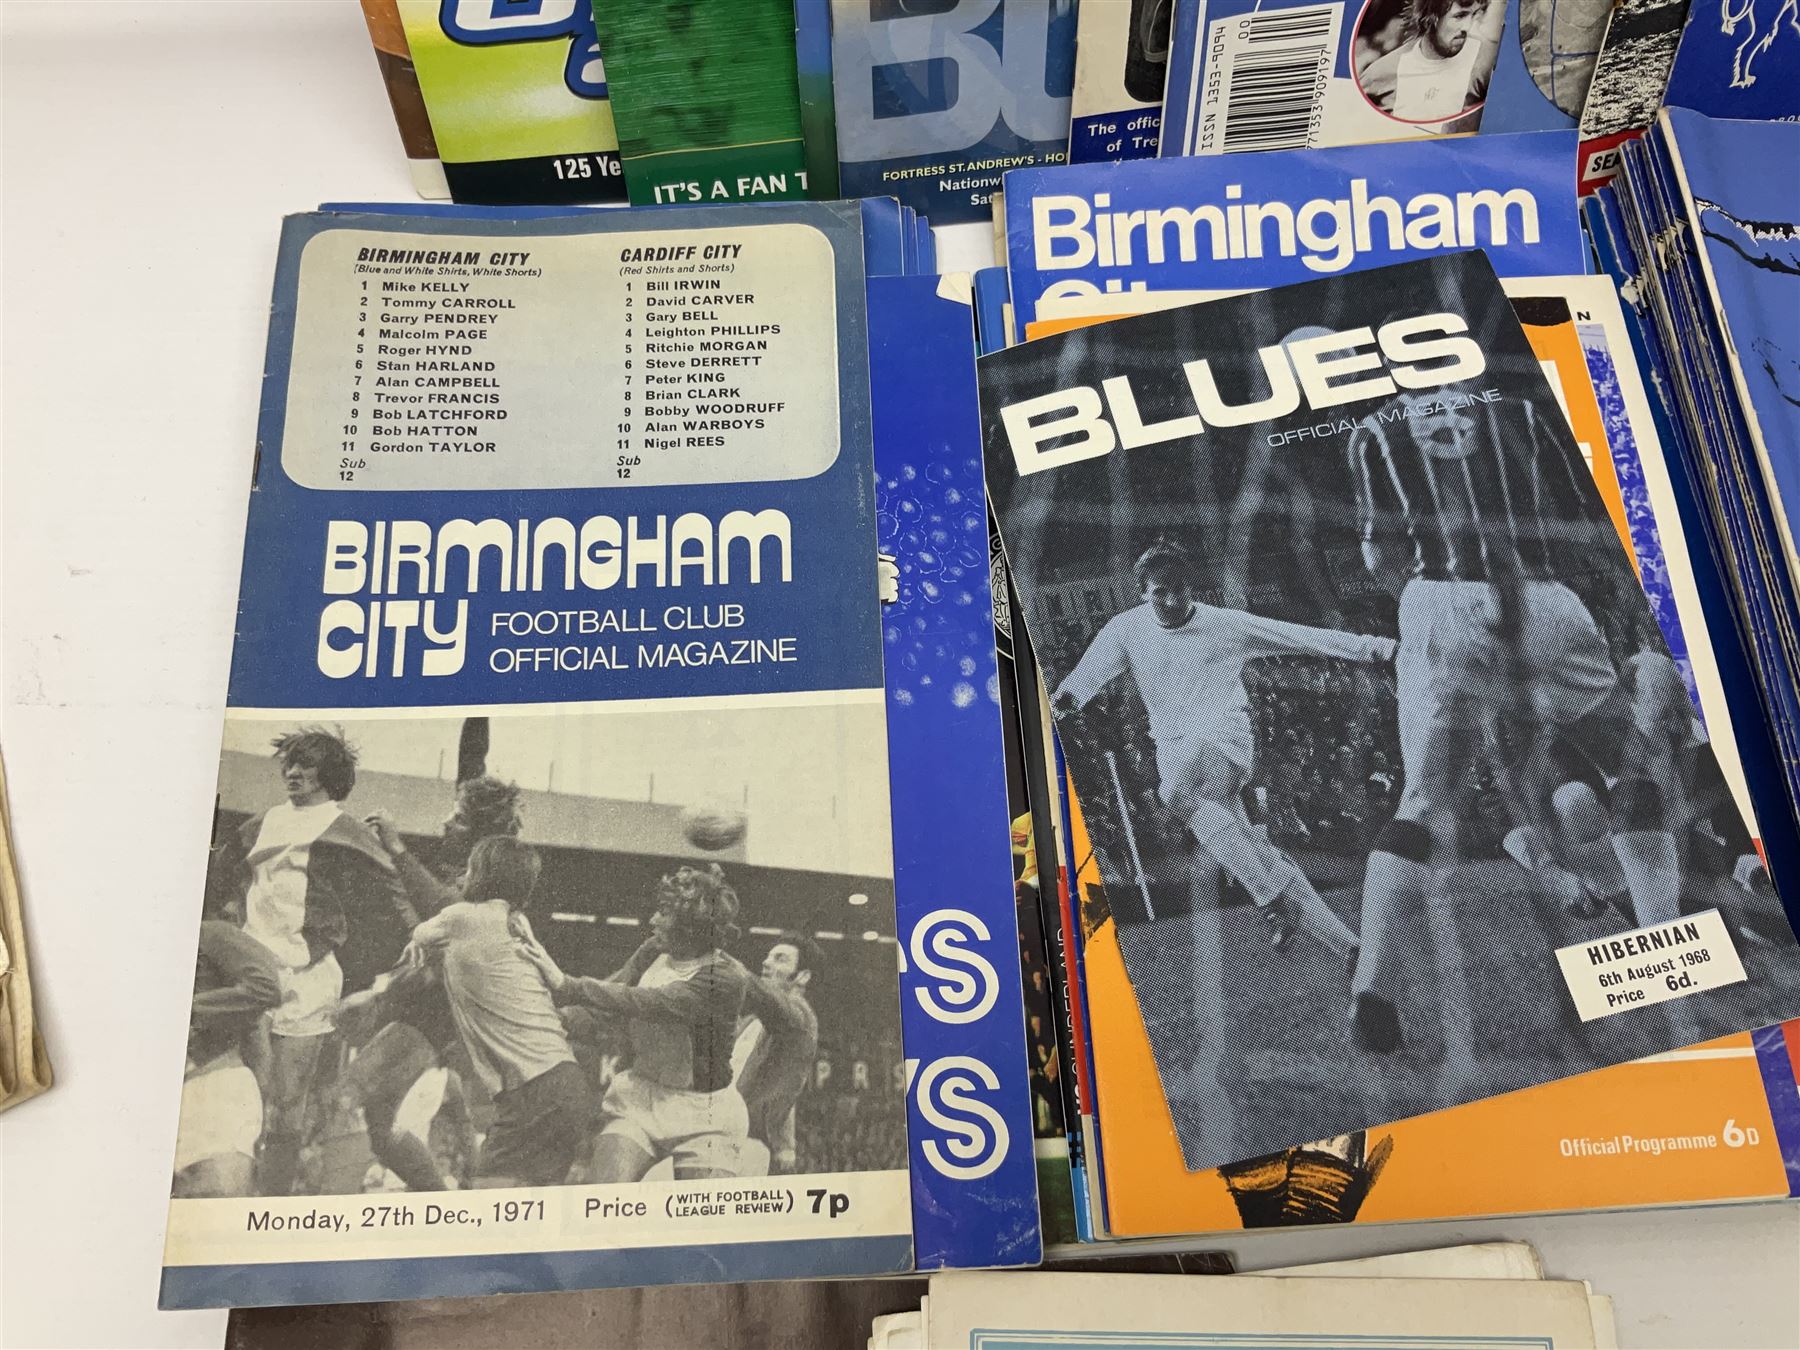 125 Ye
IT'S A FAN T
FORTRESS ST. ANDREW'S - HO
Nationw
Sat
The offic
of Tre
ISSN 1353-9094
00
771353 909197
SEA
BIRMINGHAM CITY
(Blue and White Shirts, White Shorts)
1 Mike KELLY
2 Tommy CARROLL
3 Garry PENDREY
4 Malcolm PAGE
5 Roger HYND
6 Stan HARLAND
7 Alan CAMPBELL
8 Trevor FRANCIS
9 Bob LATCHFORD
10 Bob HATTON
11 Gordon TAYLOR
Sub
12
CARDIFF CITY
(Red Shirts and Shorts)
1 Bill IRWIN
2 David CARVER
3 Gary BELL
4 Leighton PHILLIPS
5 Ritchie MORGAN
6 Steve DERRETT
7 Peter KING
8 Brian CLARK
9 Bobby WOODRUFF
10 Alan WARBOYS
11 Nigel REES
Sub
12
BIRMINGHAM
CITY FOOTBALL CLUB
OFFICIAL MAGAZINE
Monday, 27th Dec., 1971 Price (WITH FOOTBALL LEAGUE REVIEW) 7p
Birmingham
City
BLUES
OFFICIAL MAGAZINE
HIBERNIAN
6th August 1968
Price 6d.
Official Programme 6D